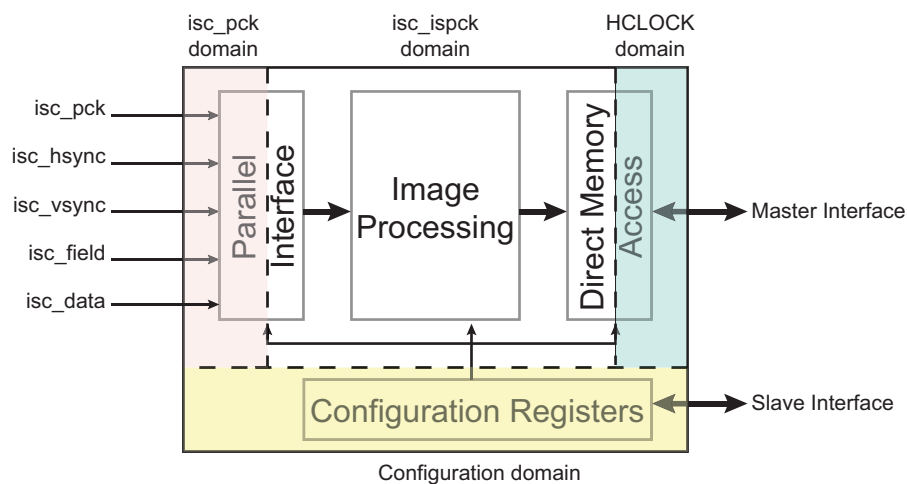 isc_pck
domain
isc_ispck
domain
HCLOCK
domain
isc_pck
isc_hsync
isc_vsync
isc_field
isc_data
Parallel
Interface
Image
Processing
Direct Memory
Access
Master Interface
Configuration Registers
Slave Interface
Configuration domain